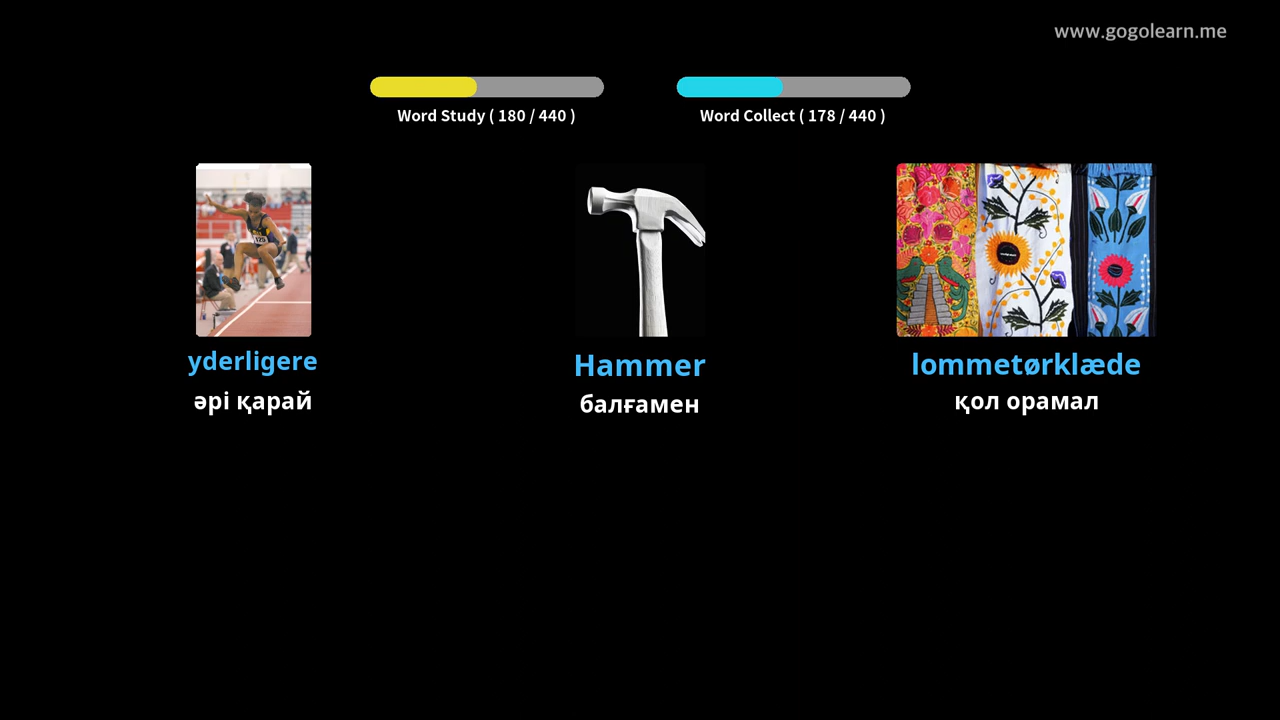 www.gogolearn.me
Word Study ( 180 / 440 )
Word Collect ( 178 / 440 )
yderligere
әрі қарай
Hammer
балғамен
lommetørklæde
қол орамал